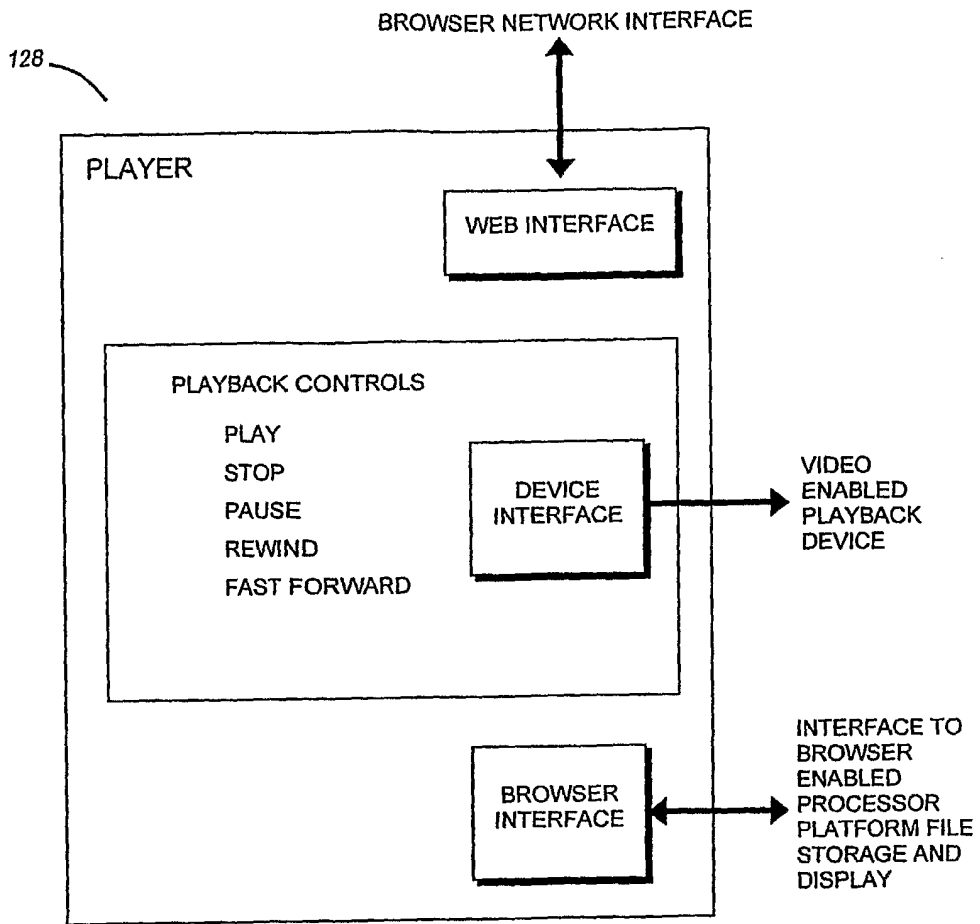 BROWSER NETWORK INTERFACE
128
PLAYER
WEB INTERFACE
PLAYBACK CONTROLS
PLAY
STOP
PAUSE
REWIND
FAST FORWARD
DEVICE
INTERFACE
VIDEO
ENABLED
PLAYBACK
DEVICE
BROWSER
INTERFACE
INTERFACE TO
BROWSER
ENABLED
PROCESSOR
PLATFORM FILE
STORAGE AND
DISPLAY